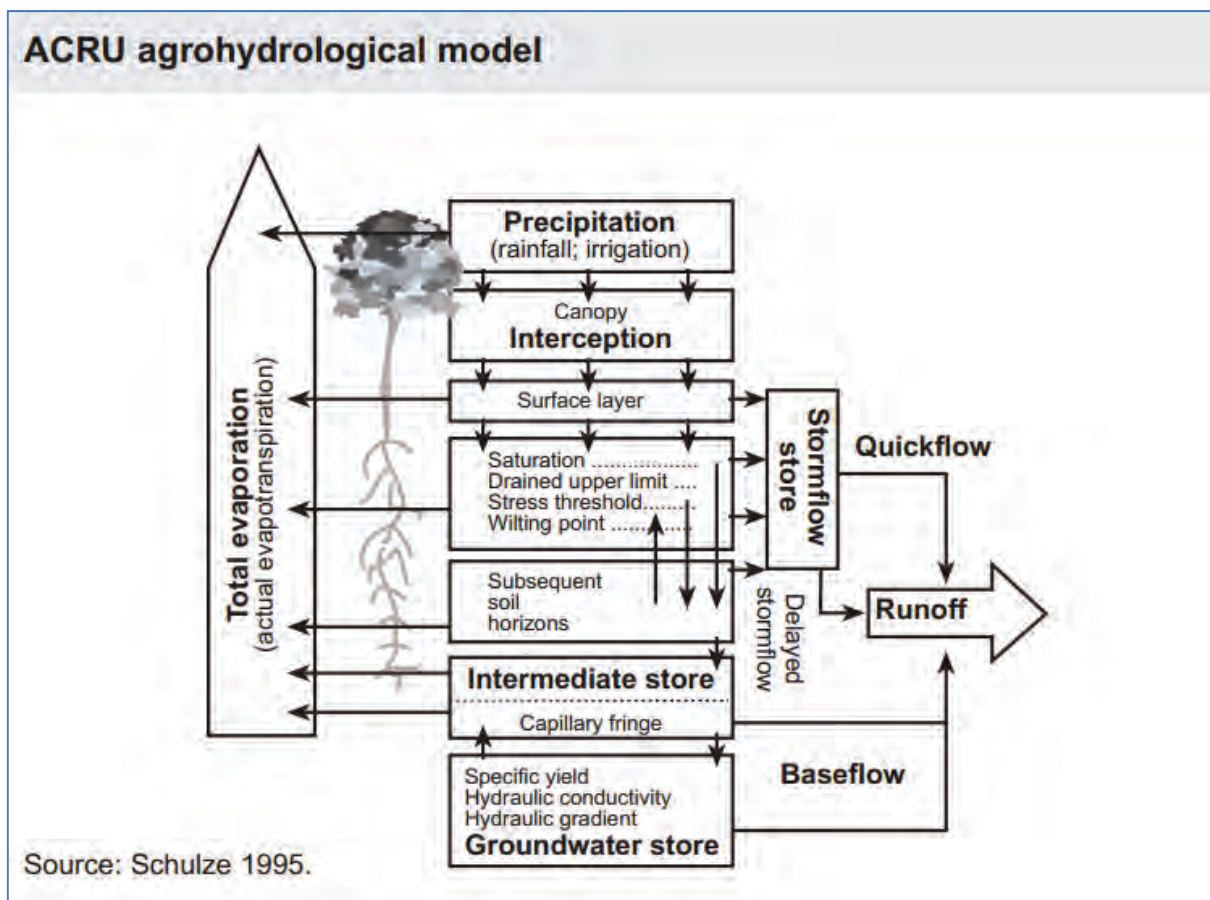 ACRU agrohydrological model
Precipitation
(rainfall; irrigation)
Canopy
Interception
Surface layer
Saturation ....................
Drained upper limit ....
Stress threshold..........
Wilting point ................
Subsequent
soil
horizons
Intermediate store
Capillary fringe
Specific yield
Hydraulic conductivity
Hydraulic gradient
Groundwater store
Total evaporation
(actual evapotranspiration)
Stormflow
store
Quickflow
Delayed
stormflow
Runoff
Baseflow
Source: Schulze 1995.